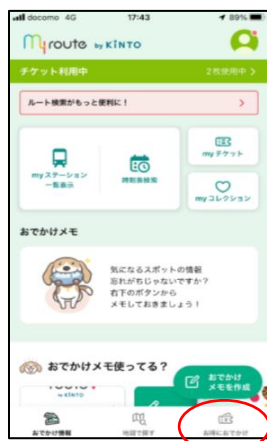 docomo 4G 17:43 89%
My route by KINTO
チケット利用中 2枚使用中 >
ルート検索がもっと便利に！ >
myステーション
一覧表示
時刻表検索
myチケット
myコレクション
おでかけメモ
気になるスポットの情報
忘れがちじゃないですか？
右下のボタンから
メモしておきましょう！
おでかけメモ使ってる？
おでかけ
メモを作成
おでかけ情報
地図で探す
お得におでかけ